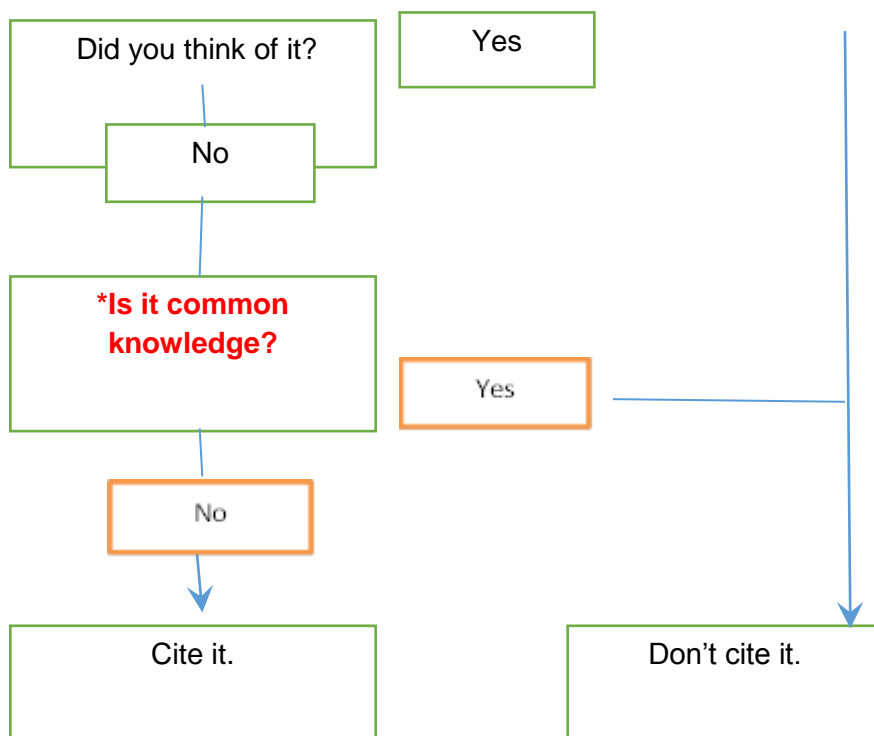 Did you think of it?
Yes
No
*Is it common
knowledge?
Yes
No
Cite it.
Don’t cite it.